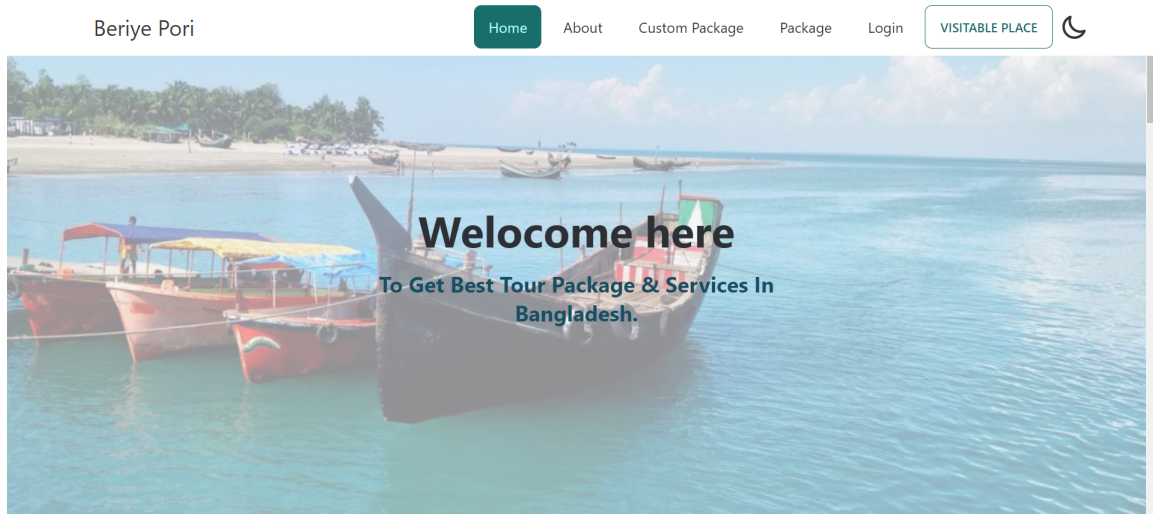 Beriye Pori
Home
About
Custom Package
Package
Login
VISITABLE PLACE
Welocome here
To Get Best Tour Package & Services In
Bangladesh.